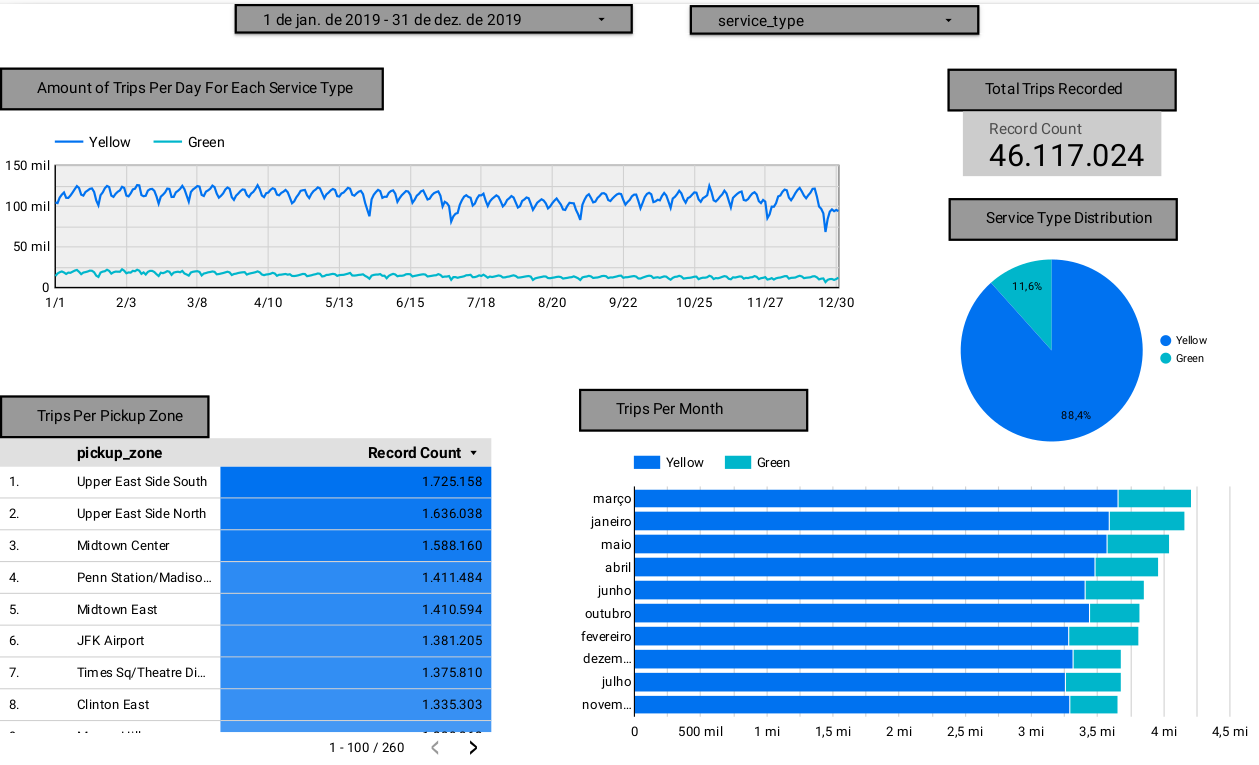 1 de jan. de 2019 - 31 de dez. de 2019
service_type
Amount of Trips Per Day For Each Service Type
Total Trips Recorded
Record Count
46.117.024
Yellow Green
150 mil
100 mil
50 mil
0
1/1 2/3 3/8 4/10 5/13 6/15 7/18 8/20 9/22 10/25 11/27 12/30
Service Type Distribution
11,6%
88,4%
Yellow
Green
Trips Per Pickup Zone
pickup_zone Record Count
1. Upper East Side South 1.725.158
2. Upper East Side North 1.636.038
3. Midtown Center 1.588.160
4. Penn Station/Madiso... 1.411.484
5. Midtown East 1.410.594
6. JFK Airport 1.381.205
7. Times Sq/Theatre Di... 1.375.810
8. Clinton East 1.335.303
1 - 100 / 260
Trips Per Month
Yellow Green
março
janeiro
maio
abril
junho
outubro
fevereiro
dezem...
julho
novem...
0 500 mil 1 mi 1,5 mi 2 mi 2,5 mi 3 mi 3,5 mi 4 mi 4,5 mi